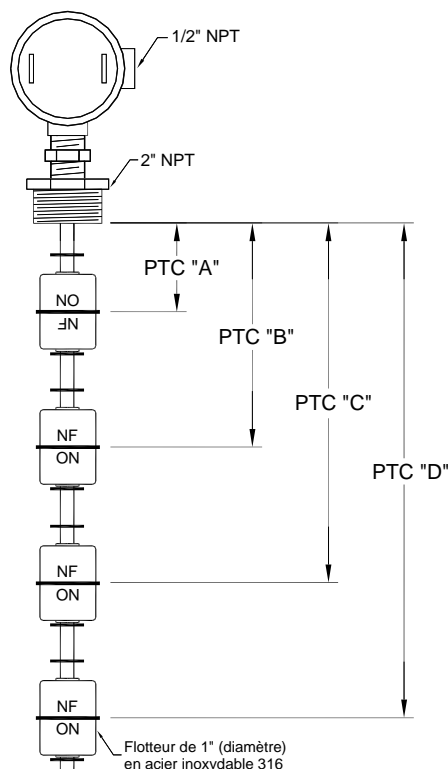 1/2" NPT
2" NPT
PTC "A"
ON
NF
PTC "B"
PTC "C"
NF
ON
PTC "D"
NF
ON
NF
ON
Flotteur de 1" (diamètre)
en acier inoxydable 316